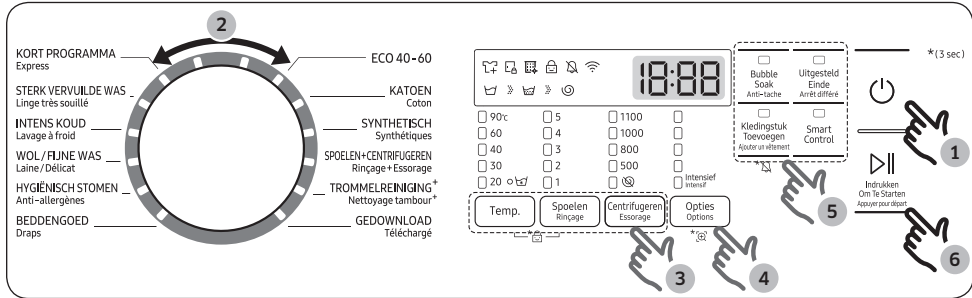 2
KORT PROGRAMMA
Express
STERK VERVUILDE WAS
Linge très souillé
INTENS KOUD
Lavage à froid
WOL/FIJNE WAS
Laine/Délicat
HYGIËNISCH STOMEN
Anti-allergènes
BEDDENGOED
Draps
ECO 40-60
KATOEN
Coton
SYNTHETISCH
Synthétiques
SPOELEN+CENTRIFUGEREN
Rinçage+Essorage
TROMMELREINIGING+
Nettoyage tambour+
GEDOWNLOAD
Téléchargé
18:88
90℃ 5 1100
60 4 1000
40 3 800
30 2 500
20 1 Intensief
Intensif
Temp.
Spoelen
Rinçage
Centrifugeren
Essorage
Opties
Options
*
*
3
4
Bubble
Soak
Anti-tache
Uitgesteld
Einde
Arrêt différé
Kledingstuk
Toevoegen
Ajouter un vêtement
Smart
Control
*
5
*(3 sec)
1
Indrukken
Om Te Starten
Appuyer pour départ
6